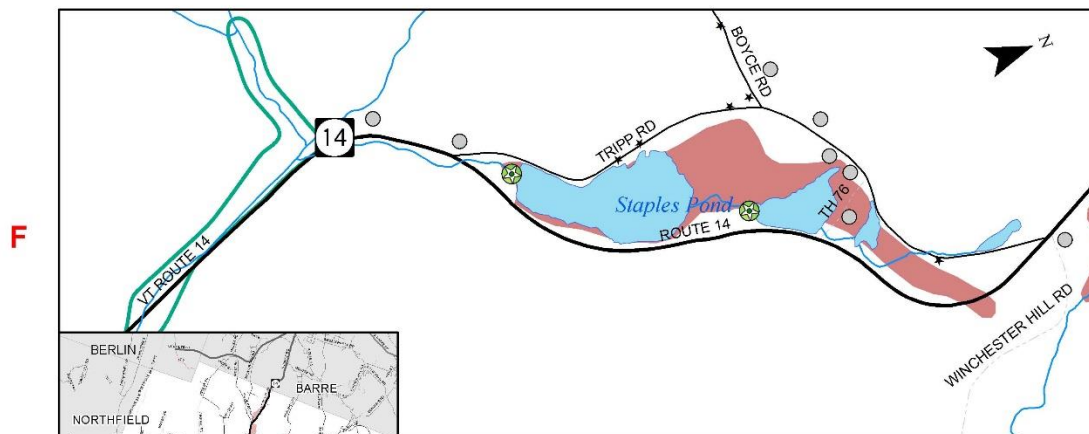 BOYCE RD
N
14
TRIPP RD
Staples Pond
TH 76
ROUTE 14
F
VT ROUTE 14
WINCHESTER HILL RD
BERLIN
BARRE
NORTHFIELD